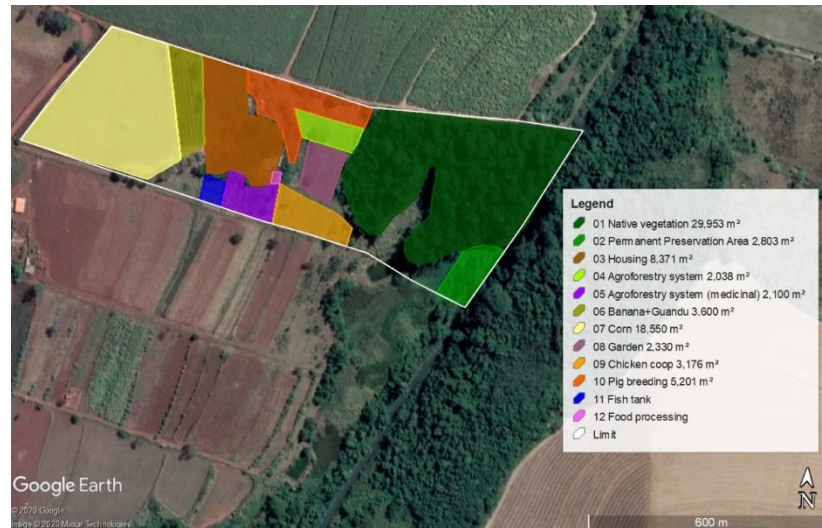 Legend
01 Native vegetation 29,953 m²
02 Permanent Preservation Area 2,803 m²
03 Housing 8,371 m²
04 Agroforestry system 2,038 m²
05 Agroforestry system (medicinal) 2,100 m²
06 Banana+Guandu 3,600 m²
07 Corn 18,550 m²
08 Garden 2,330 m²
09 Chicken coop 3,176 m²
10 Pig breeding 5,201 m²
11 Fish tank
12 Food processing
Limit
Google Earth
© 2020 Google
Image © 2020 Maxar Technologies
N
600 m